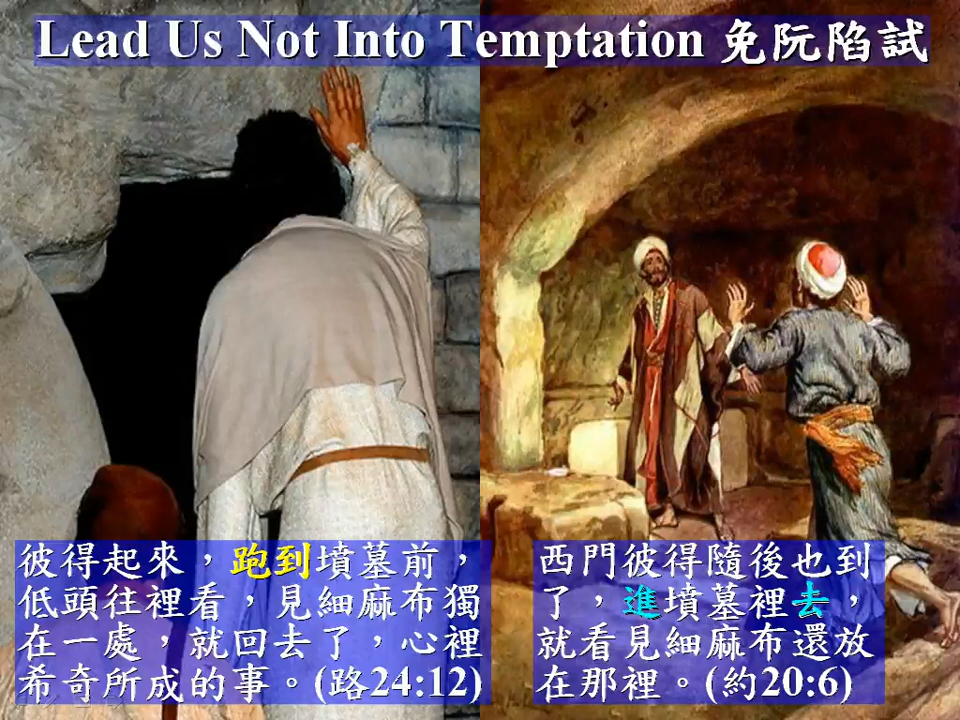 Lead Us Not Into Temptation 免阮陷試
彼得起來，跑到墳墓前，
低頭往裡看，見細麻布獨
在一處，就回去了，心裡
希奇所成的事。(路24:12)
西門彼得隨後也到
了，進墳墓裡去，
就看見細麻布還放
在那裡。(約20:6)